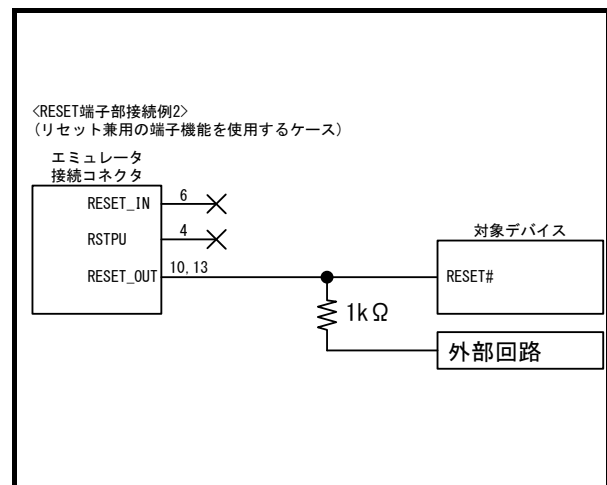 <RESET端子部接続例2>
(リセット兼用の端子機能を使用するケース)
エミュレータ
接続コネクタ
RESET_IN
6
RSTPU
4
RESET_OUT
10,13
対象デバイス
RESET#
1kΩ
外部回路